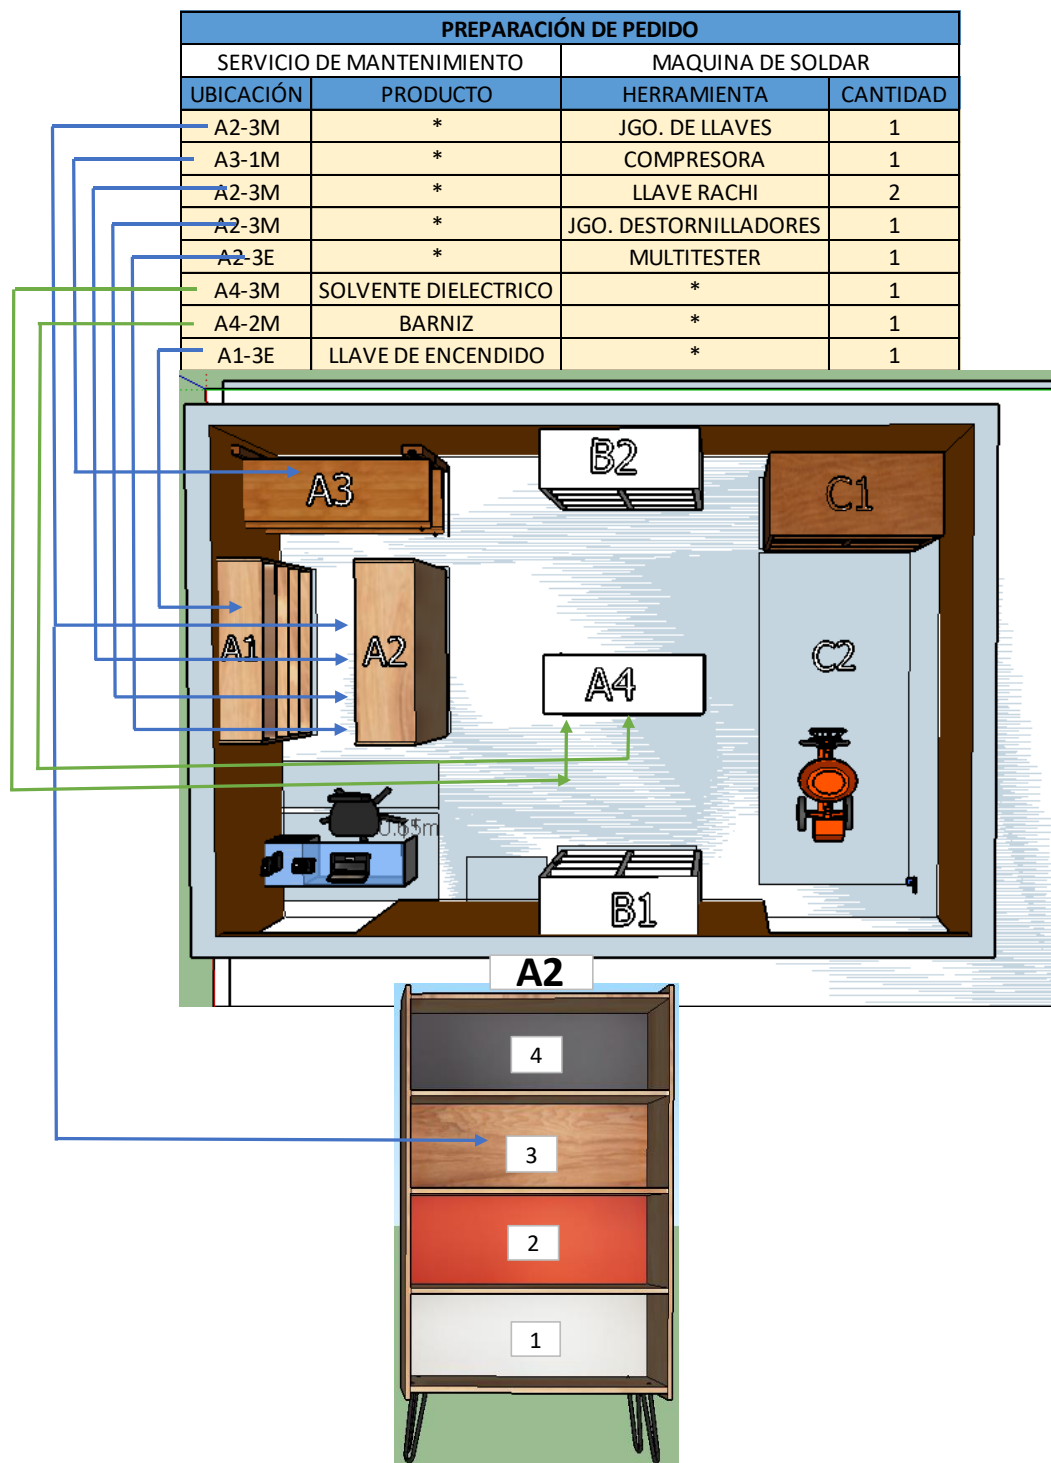 PREPARACIÓN DE PEDIDO
SERVICIO DE MANTENIMIENTO MAQUINA DE SOLDAR
UBICACIÓN PRODUCTO HERRAMIENTA CANTIDAD
A2-3M * JGO. DE LLAVES 1
A3-1M * COMPRESORA 1
A2-3M * LLAVE RACHI 2
A2-3M * JGO. DESTORNILLADORES 1
A2-3E * MULTITESTER 1
A4-3M SOLVENTE DIELECTRICO * 1
A4-2M BARNIZ * 1
A1-3E LLAVE DE ENCENDIDO * 1
B2
A3
C1
A1
A2
A4
C2
0.65m
B1
A2
4
3
2
1